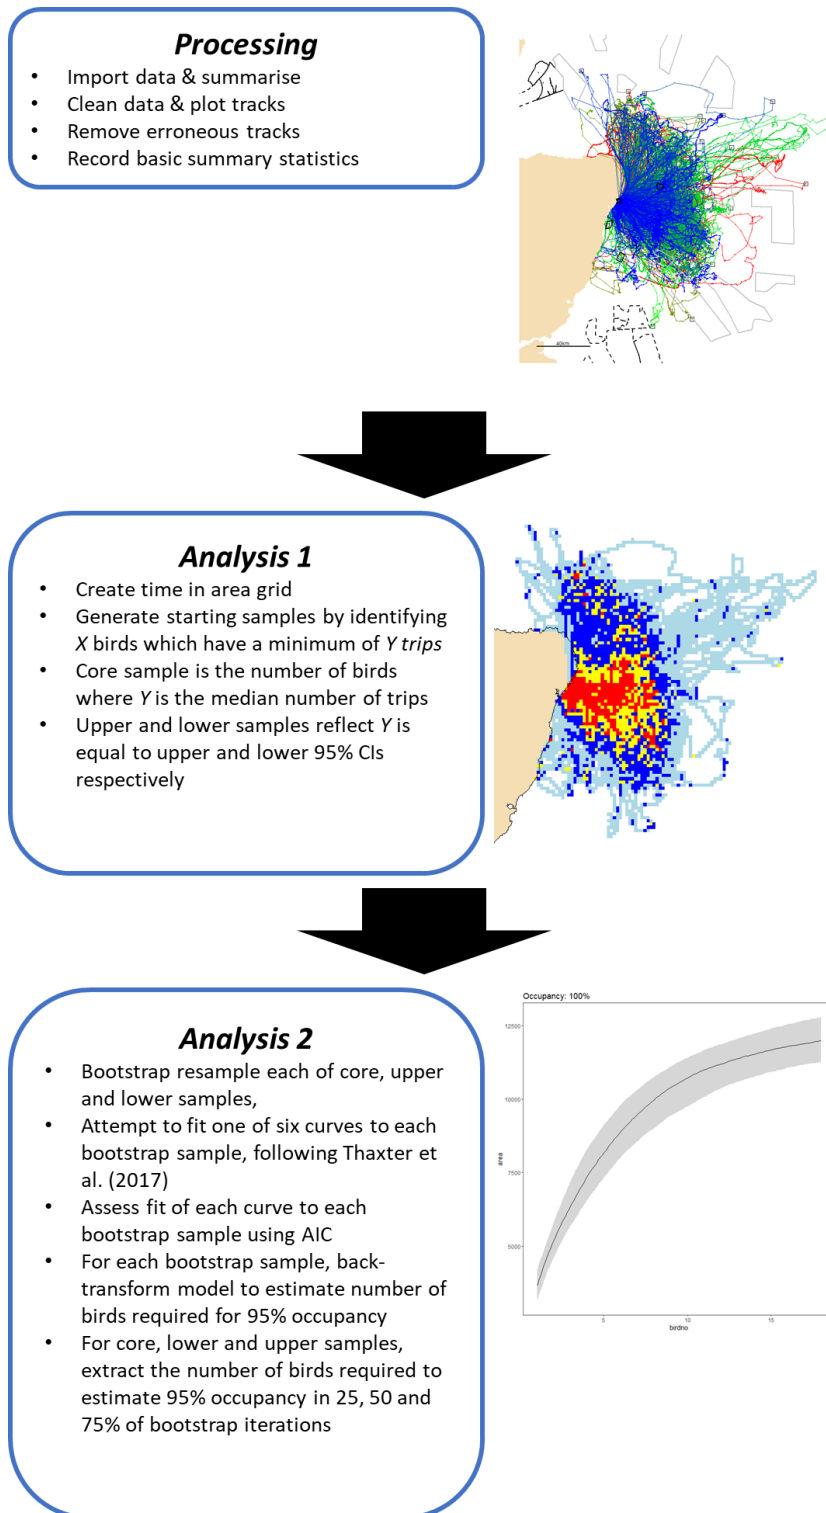 Processing
• Import data & summarise
• Clean data & plot tracks
• Remove erroneous tracks
• Record basic summary statistics
40km
Analysis 1
• Create time in area grid
• Generate starting samples by identifying
X birds which have a minimum of Y trips
• Core sample is the number of birds
where Y is the median number of trips
• Upper and lower samples reflect Y is
equal to upper and lower 95% CIs
respectively
Analysis 2
• Bootstrap resample each of core, upper
and lower samples,
• Attempt to fit one of six curves to each
bootstrap sample, following Thaxter et
al. (2017)
• Assess fit of each curve to each
bootstrap sample using AIC
• For each bootstrap sample, back-
transform model to estimate number of
birds required for 95% occupancy
• For core, lower and upper samples,
extract the number of birds required to
estimate 95% occupancy in 25, 50 and
75% of bootstrap iterations
Occupancy: 100%
12500
10000
7500
5000
area
5
10
15
birdno